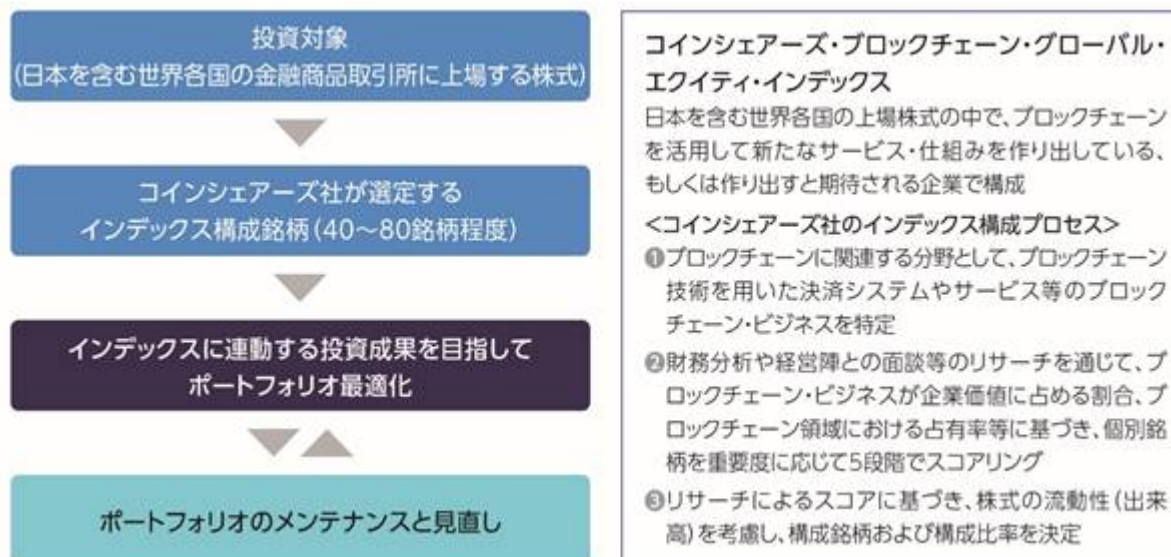 投資対象
(日本を含む世界各国の金融商品取引所に上場する株式)
コインシェアーズ社が選定する
インデックス構成銘柄(40～80銘柄程度)
インデックスに連動する投資成果を目指して
ポートフォリオ最適化
ポートフォリオのメンテナンスと見直し
コインシェアーズ・ブロックチェーン・グローバル・
エクイティ・インデックス
日本を含む世界各国の上場株式の中で、ブロックチェーン
を活用して新たなサービス・仕組みを作り出している、
もしくは作り出すと期待される企業で構成
<コインシェアーズ社のインデックス構成プロセス>
❶ブロックチェーンに関連する分野として、ブロックチェーン
技術を用いた決済システムやサービス等のブロック
チェーン・ビジネスを特定
❷財務分析や経営陣との面談等のリサーチを通じて、ブ
ロックチェーン・ビジネスが企業価値に占める割合、ブ
ロックチェーン領域における占有率等に基づき、個別銘
柄を重要度に応じて5段階でスコアリング
❸リサーチによるスコアに基づき、株式の流動性(出来
高)を考慮し、構成銘柄および構成比率を決定